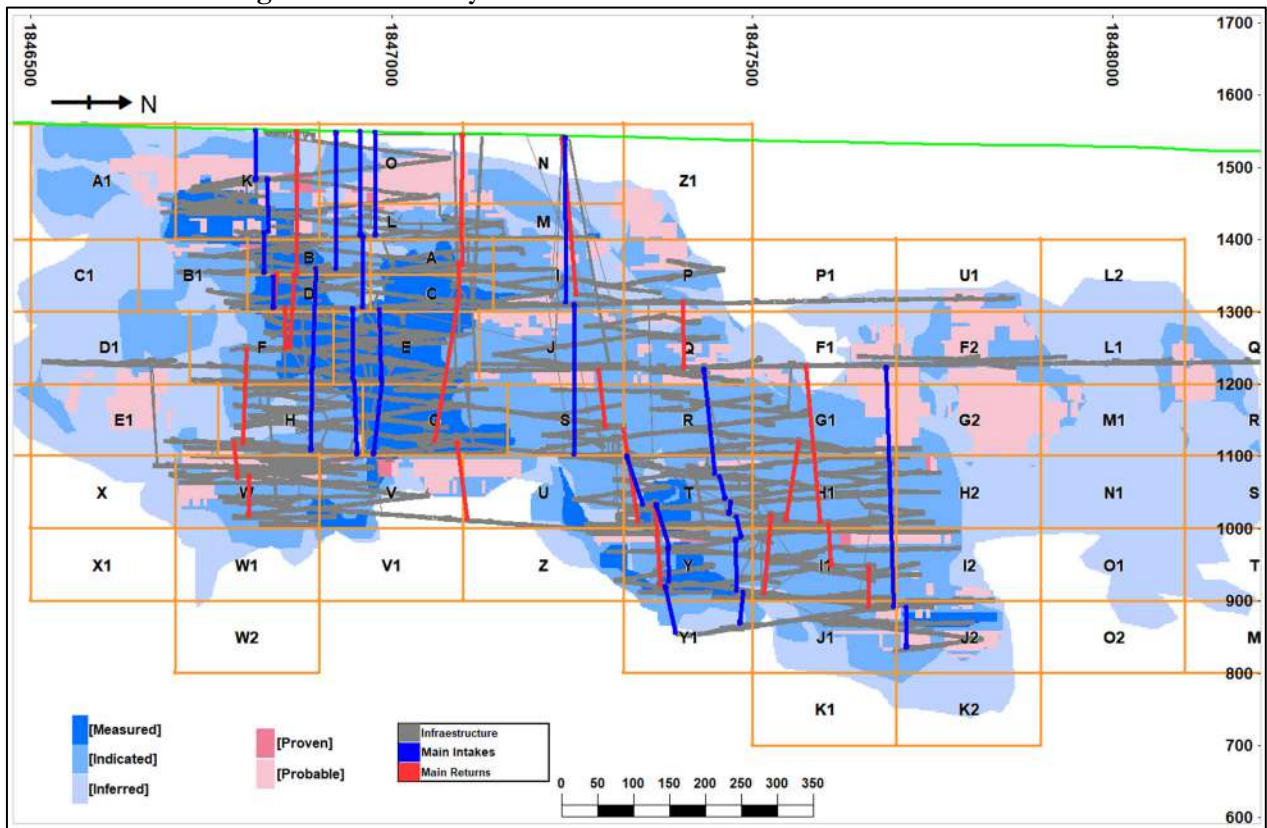 1846500 1847000 1847500 1848000
1700
N
1600
O N 1500
A1 K Z1
L M 1400
B A
C1 B1 I P P1 U1 L2
D C 1300
D1 F E J Q F1 F2 L1 Q
1200
E1 H G S R G1 G2 M1 R
1100
X W V U T H1 H2 N1 S
1000
X1 W1 V1 Z Y I1 I2 O1 T
900
W2 Y1 J1 J2 O2 M
800
K1 K2
[Measured]
[Indicated]
[Inferred]
[Proven]
[Probable]
Infraestructure
Main Intakes
Main Returns
700
0 50 100 150 200 250 300 350
600